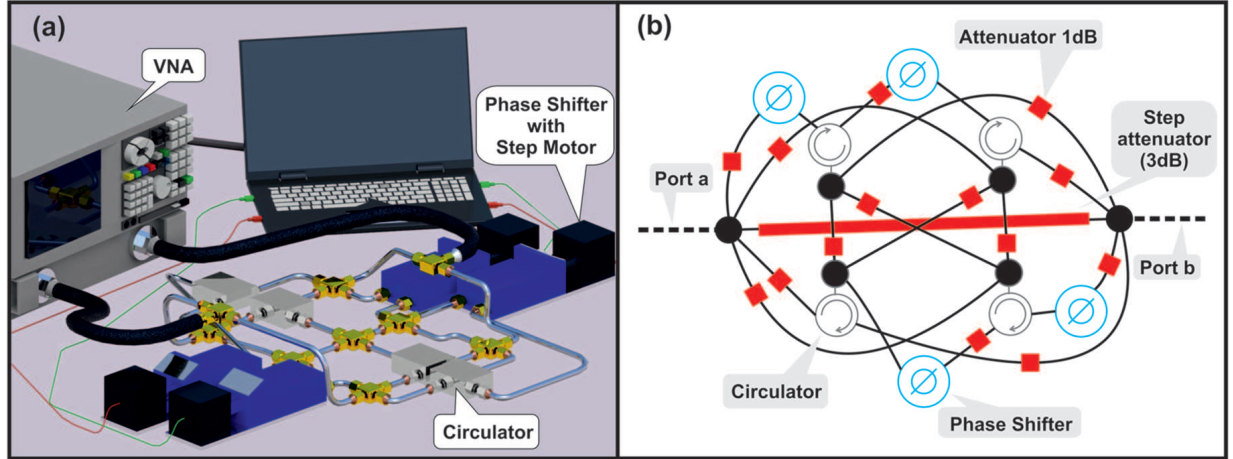 (a)
VNA
Phase Shifter
with
Step Motor
Circulator
(b)
Attenuator 1dB
Step
attenuator
(3dB)
Port a
Port b
Circulator
Phase Shifter